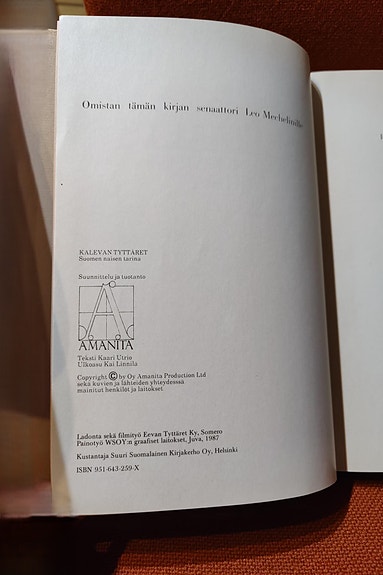 Omistan tämän kirjan senaattori Leo Mechelinille
KALEVAN TYTTÄRET
Suomen naisen tarina
Suunnittelu ja tuotanto
A
AMANITA
Teksti Kaari Utrio
Ulkoasu Kai Linnilä
Copyright © by Oy Amanita Production Ltd
sekä kuvien ja lähteiden yhteydessä
mainitut henkilöt ja laitokset
Ladonta sekä filmityö Eevan Tyttäret Ky, Somero
Painotyö WSOY:n graafiset laitokset, Juva, 1987
Kustantaja Suuri Suomalainen Kirjakerho Oy, Helsinki
ISBN 951-643-259-X